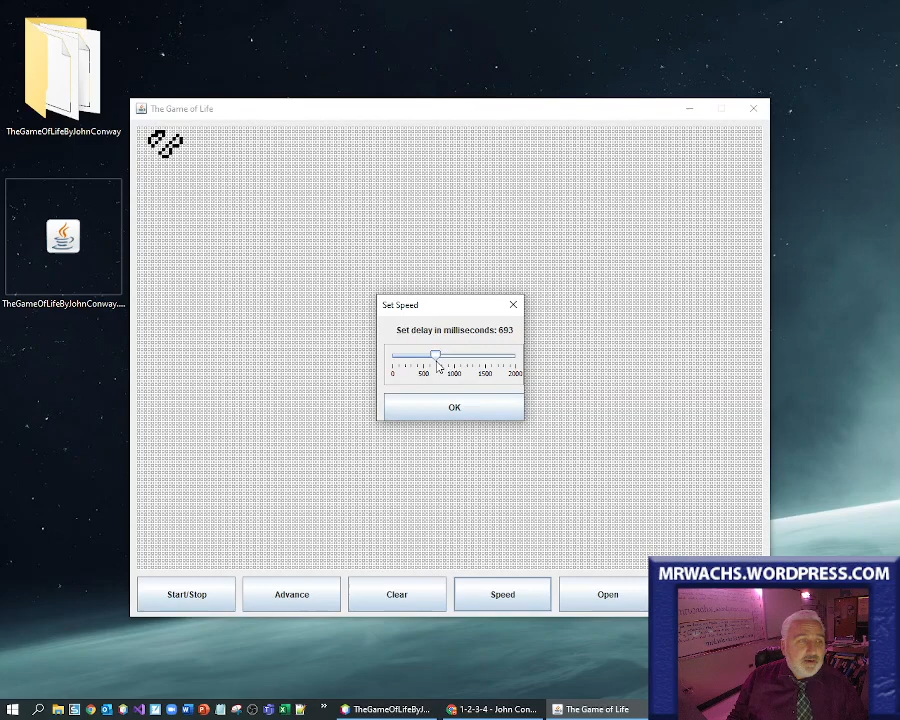 TheGameOfLifeByJohnConway
TheGameOfLifeByJohnConway....
The Game of Life
Set Speed
Set delay in milliseconds: 693
0 500 1000 1500 2000
OK
Start/Stop
Advance
Clear
Speed
Open
MRWACHS.WORDPRESS.COM
TheGameOfLifeByJ...
1-2-3-4 - John Con...
The Game of Life